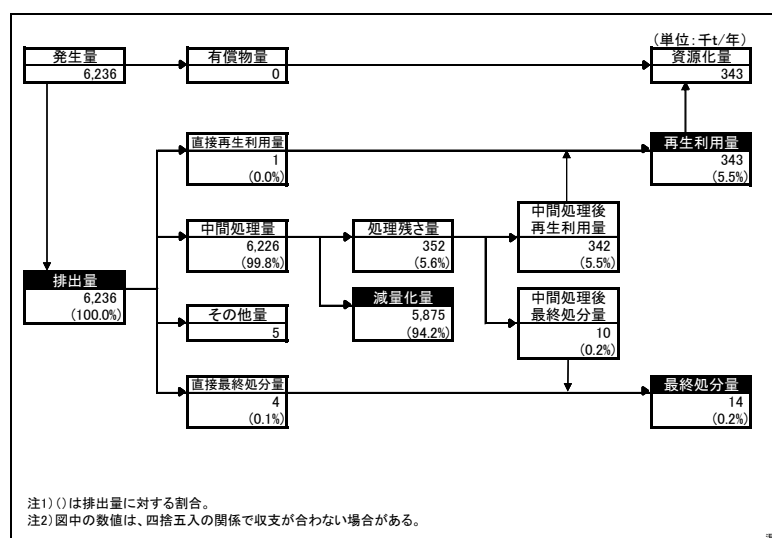 (単位:千t/年)
発生量
6,236
有償物量
0
資源化量
343
直接再生利用量
1
(0.0%)
再生利用量
343
(5.5%)
中間処理量
6,226
(99.8%)
処理残さ量
352
(5.6%)
中間処理後
再生利用量
342
(5.5%)
排出量
6,236
(100.0%)
減量化量
5,875
(94.2%)
その他量
5
中間処理後
最終処分量
10
(0.2%)
直接最終処分量
4
(0.1%)
最終処分量
14
(0.2%)
注1)()は排出量に対する割合。
注2)図中の数値は、四捨五入の関係で収支が合わない場合がある。